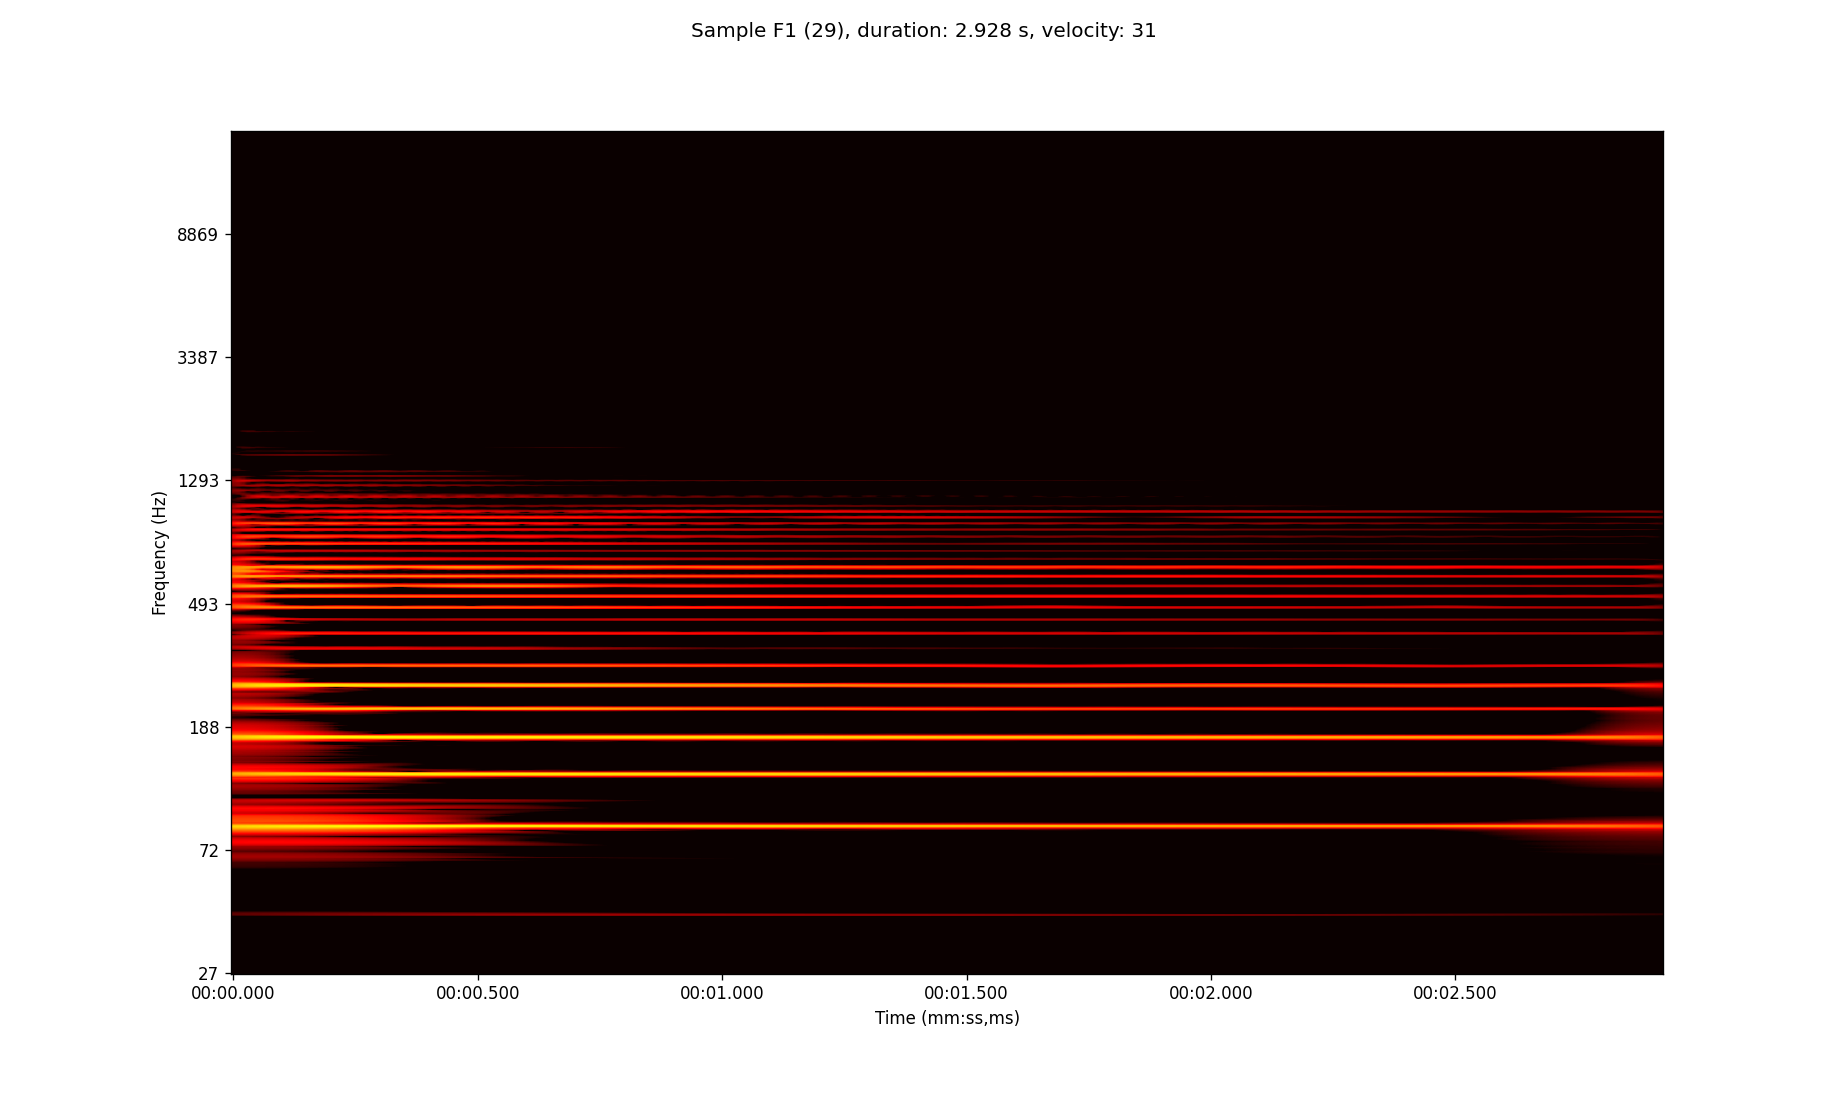 Sample F1 (29), duration: 2.928 s, velocity: 31
8869
3387
1293
493
188
72
27
Frequency (Hz)
00:00.000 00:00.500 00:01.000 00:01.500 00:02.000 00:02.500
Time (mm:ss,ms)